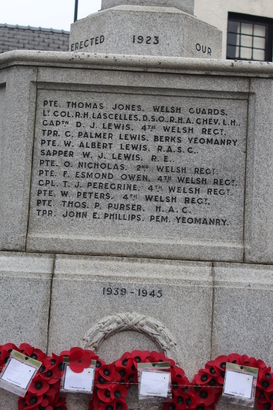 ERECTED 1923 OUR
PTE. THOMAS JONES, WELSH GUARDS.
LT COL. R.H. LASCELLES, D.S.O., R.H.A. CHEV. L.H.
CAPTN D. J. LEWIS, 4TH WELSH REGT.
TPR. C. PALMER LEWIS, BERKS YEOMANRY.
PTE. W. ALBERT LEWIS, R.A.S.C.
SAPPER W. J. LEWIS, R.E.
PTE. O. NICHOLAS, 2ND WELSH REGT.
PTE. F. ESMOND OWEN, 4TH WELSH REGT.
CPL. T. J. PEREGRINE, 4TH WELSH REGT.
PTE. W. PETERS, 4TH WELSH REGT.
PTE. THOS. P. PURSER, H.A.C.
TPR. JOHN E. PHILLIPS, PEM. YEOMANRY.
1939 - 1945